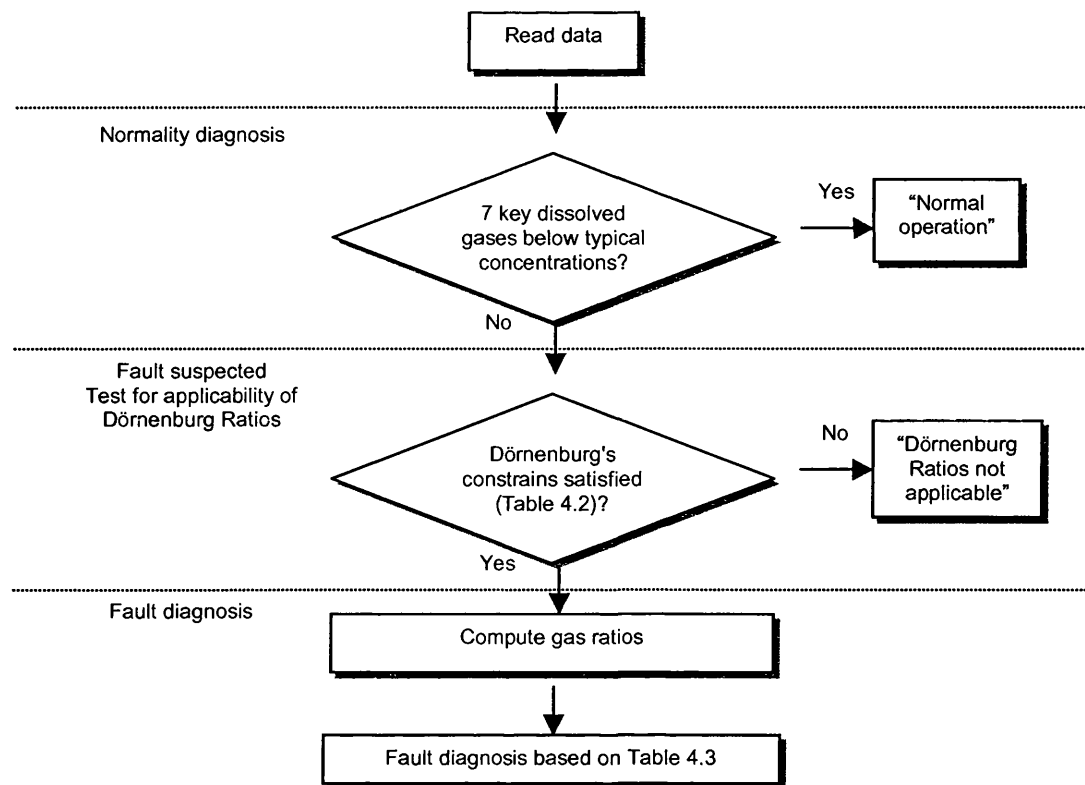 Read data
Normality diagnosis
7 key dissolved
gases below typical
concentrations?
Yes
“Normal
operation”
No
Fault suspected
Test for applicability of
Dörnenburg Ratios
Dörnenburg's
constrains satisfied
(Table 4.2)?
No
“Dörnenburg
Ratios not
applicable”
Yes
Fault diagnosis
Compute gas ratios
Fault diagnosis based on Table 4.3